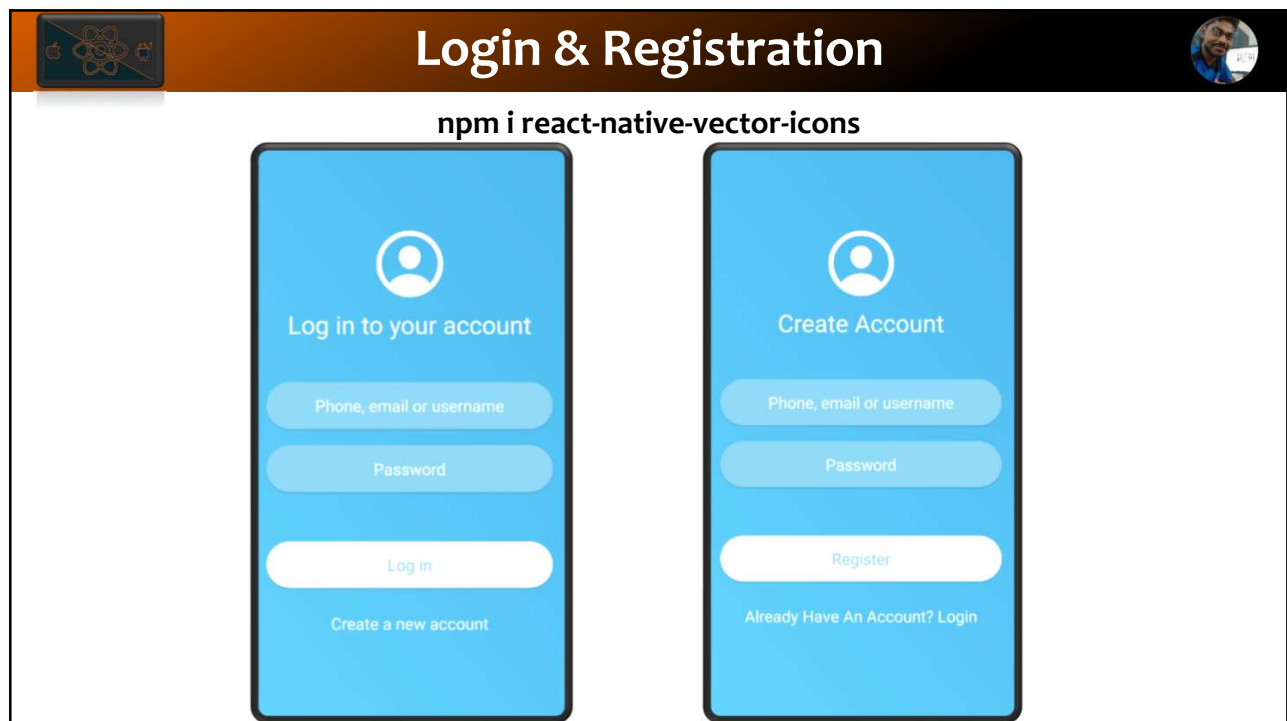 Login & Registration
npm i react-native-vector-icons
Log in to your account
Phone, email or username
Password
Log in
Create a new account
Create Account
Phone, email or username
Password
Register
Already Have An Account? Login